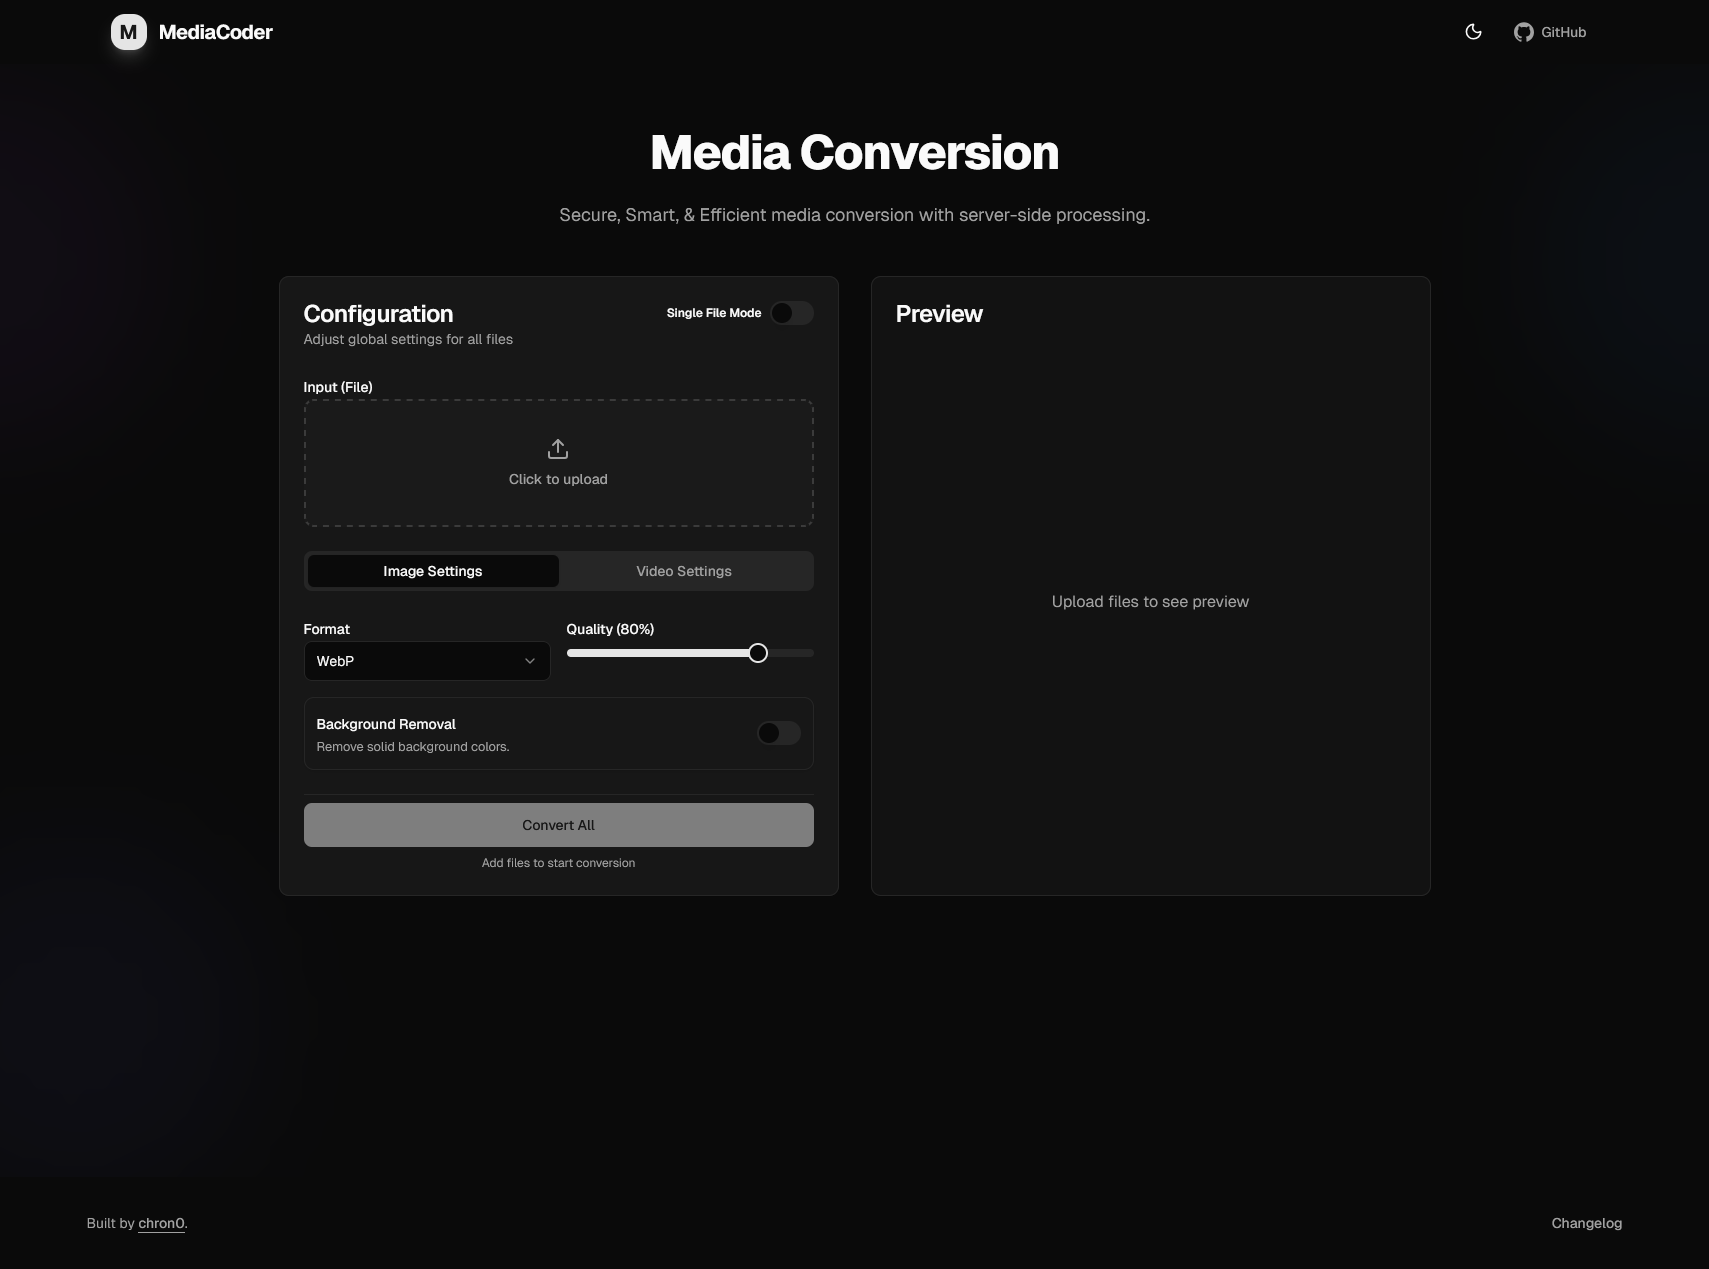 M
MediaCoder
GitHub
Media Conversion
Secure, Smart, & Efficient media conversion with server-side processing.
Configuration
Single File Mode
Adjust global settings for all files
Input (File)
Click to upload
Image Settings
Video Settings
Format
Quality (80%)
WebP
Background Removal
Remove solid background colors.
Convert All
Add files to start conversion
Preview
Upload files to see preview
Built by chron0.
Changelog